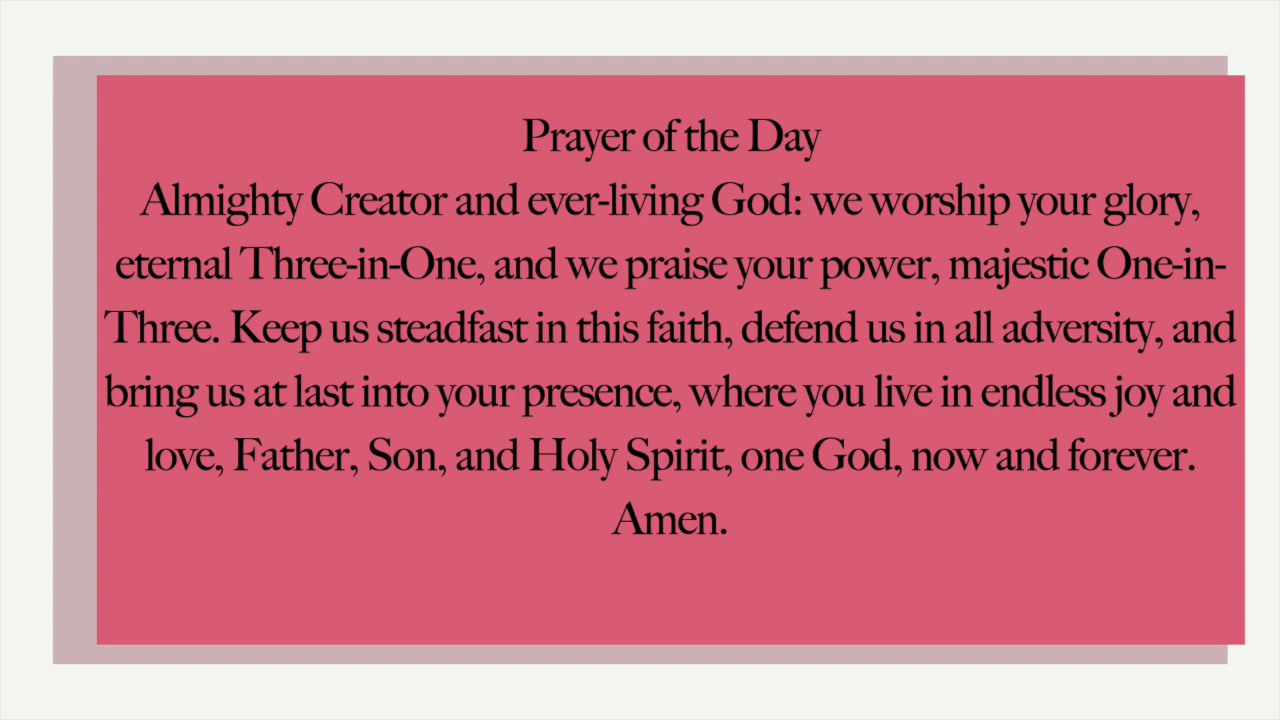 Prayer of the Day
Almighty Creator and ever-living God: we worship your glory,
eternal Three-in-One, and we praise your power, majestic One-in-
Three. Keep us steadfast in this faith, defend us in all adversity, and
bring us at last into your presence, where you live in endless joy and
love, Father, Son, and Holy Spirit, one God, now and forever.
Amen.